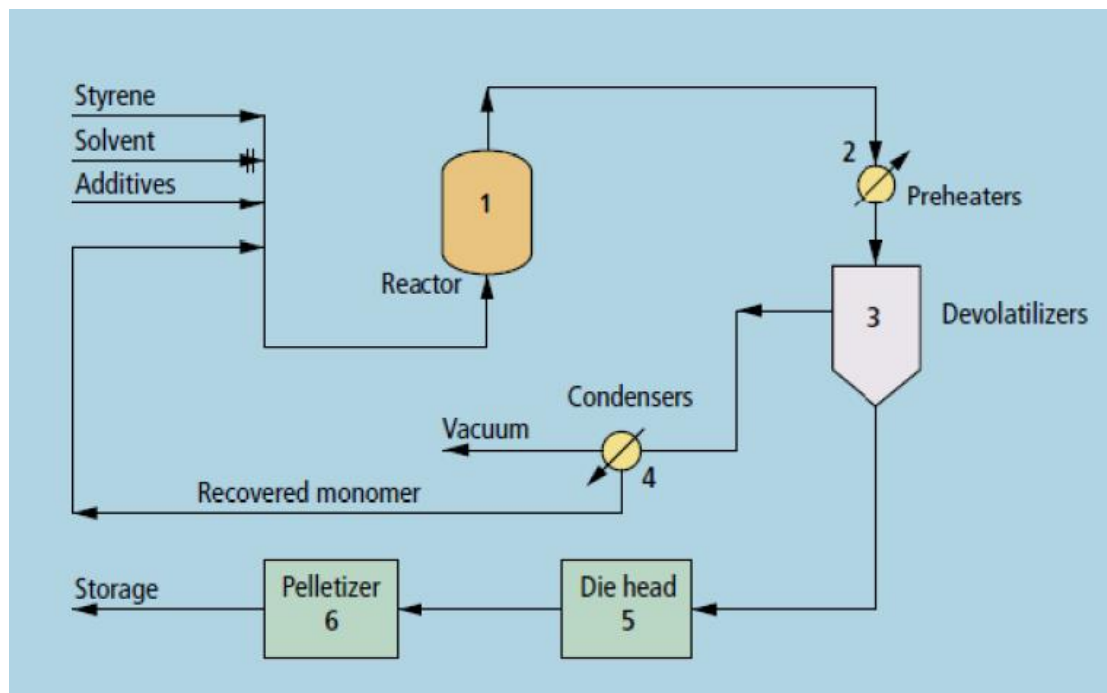 Styrene
Solvent
Additives
1
Reactor
2
Preheaters
3
Devolatilizers
Condensers
Vacuum
4
Recovered monomer
Storage
Pelletizer
6
Die head
5